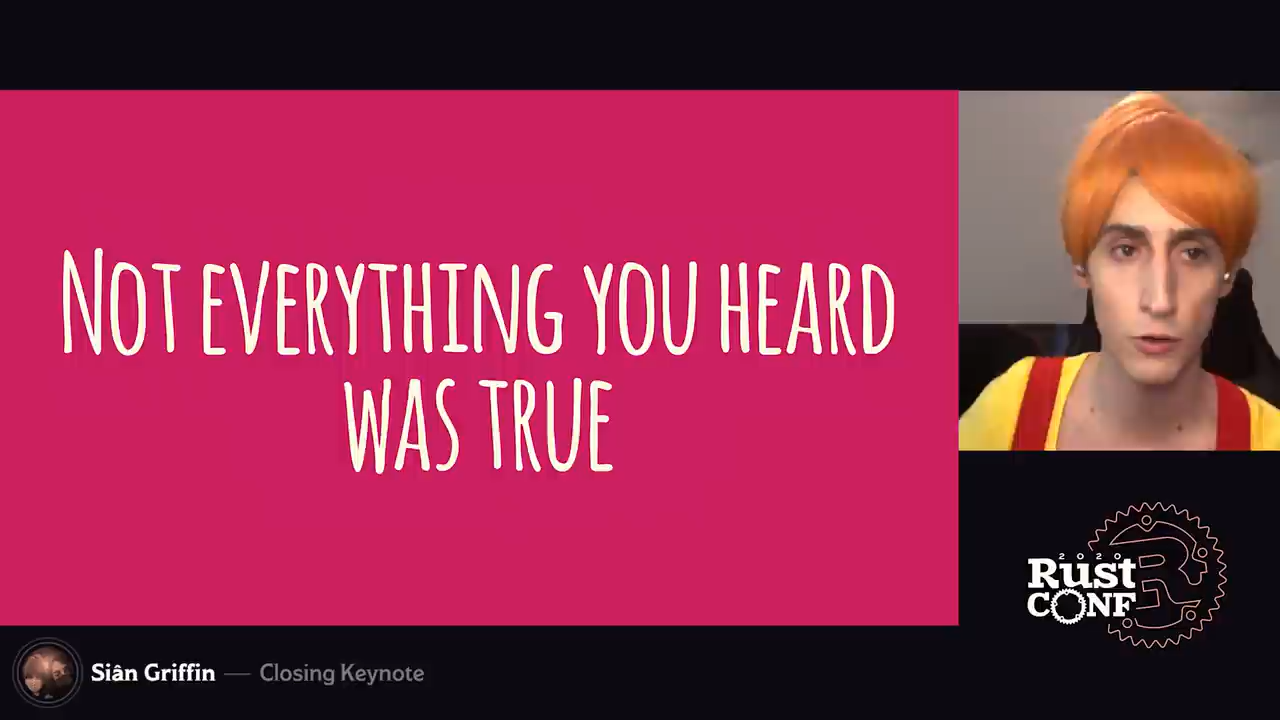 Not everything you heard
was true
2020
Rust
CONF
Siân Griffin — Closing Keynote